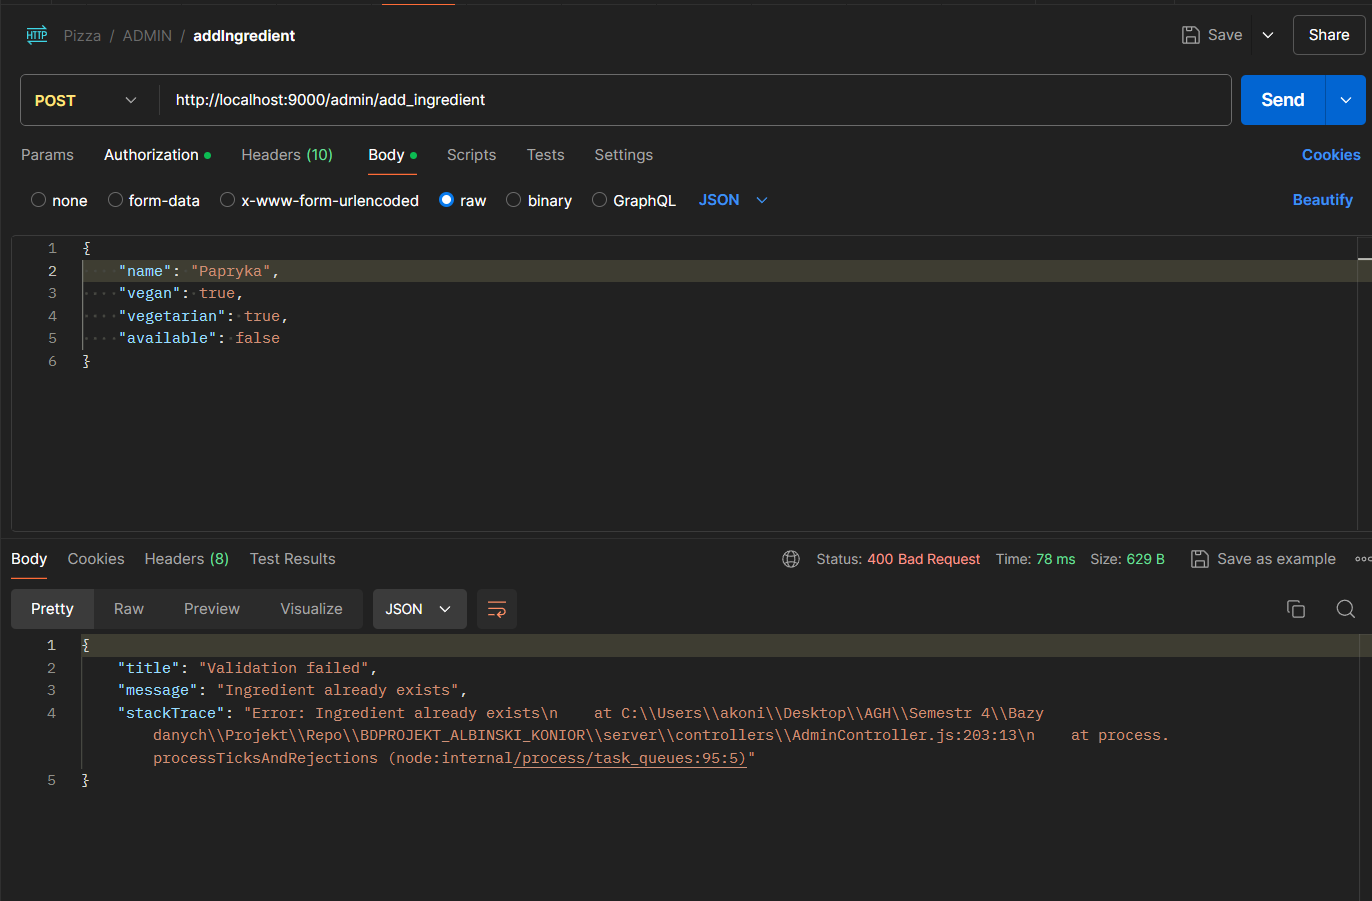 HTTP Pizza / ADMIN / addIngredient Save Share
POST http://localhost:9000/admin/add_ingredient Send
Params Authorization Headers (10) Body Scripts Tests Settings Cookies
none form-data x-www-form-urlencoded raw binary GraphQL JSON Beautify
1 {
2 "name": "Papryka",
3 "vegan": true,
4 "vegetarian": true,
5 "available": false
6 }
Body Cookies Headers (8) Test Results Status: 400 Bad Request Time: 78 ms Size: 629 B Save as example
Pretty Raw Preview Visualize JSON
1 {
2 "title": "Validation failed",
3 "message": "Ingredient already exists",
4 "stackTrace": "Error: Ingredient already exists\n    at C:\\Users\\akoni\\Desktop\\AGH\\Semestr 4\\Bazy
danych\\Projekt\\Repo\\BDPROJEKT_ALBINSKI_KONIOR\\server\\controllers\\AdminController.js:203:13\n    at process.
processTicksAndRejections (node:internal/process/task_queues:95:5)"
5 }